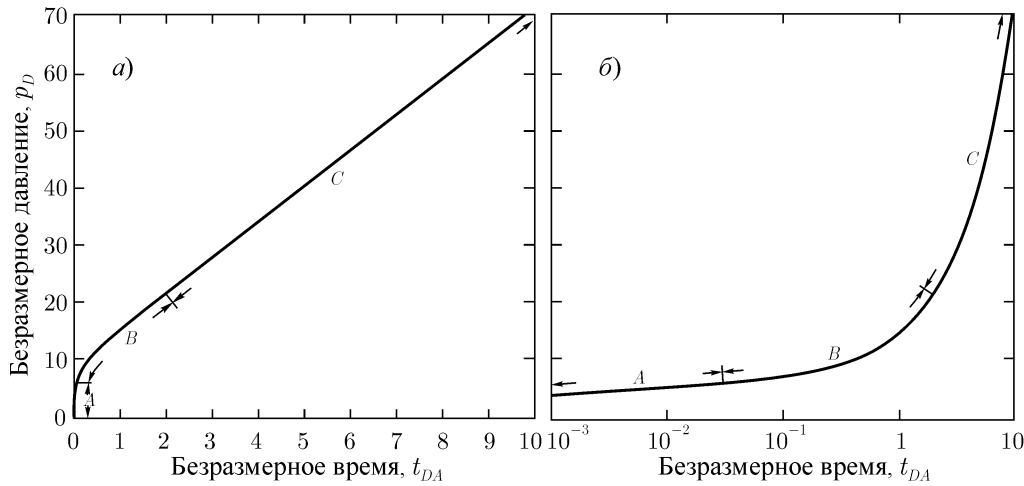 Безразмерное давление, p_D
70
60
50
40
30
20
10
0
а)
A
B
C
0 1 2 3 4 5 6 7 8 9 10
Безразмерное время, t_DA
б)
A
B
C
10⁻³ 10⁻² 10⁻¹ 1 10
Безразмерное время, t_DA